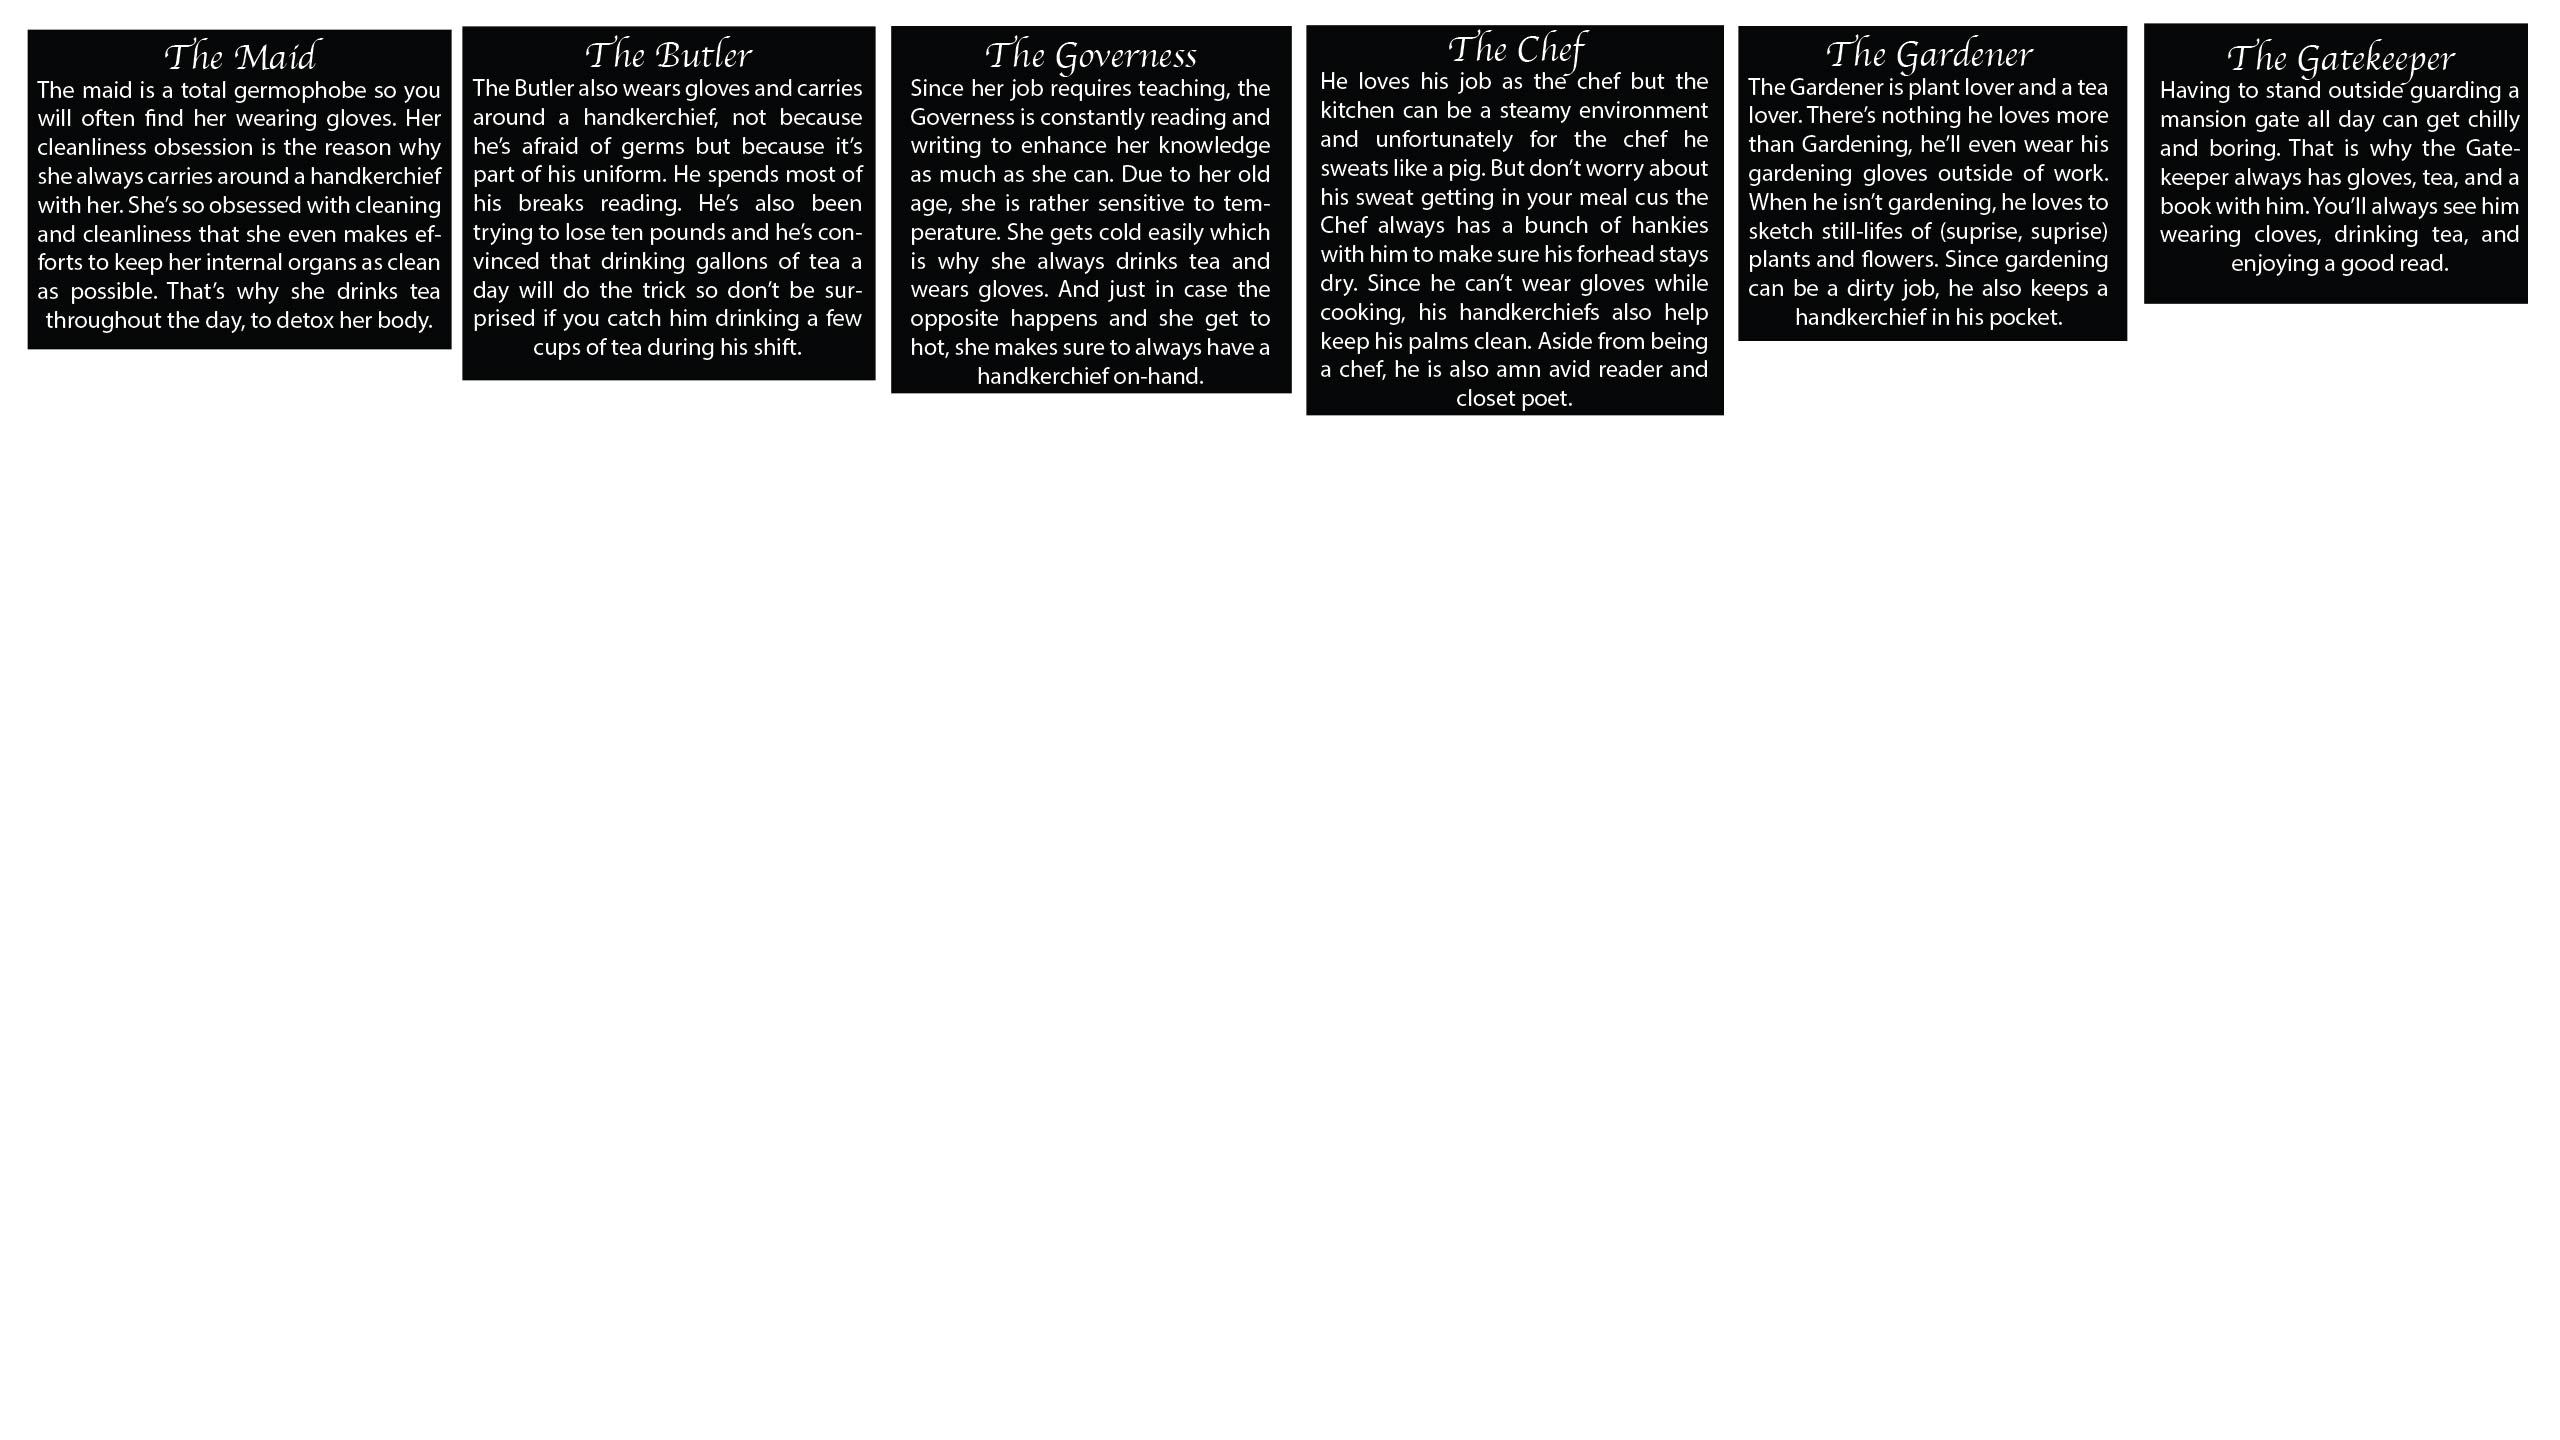 The Maid
The maid is a total germophobe so you
will often find her wearing gloves. Her
cleanliness obsession is the reason why
she always carries around a handkerchief
with her. She's so obsessed with cleaning
and cleanliness that she even makes ef-
forts to keep her internal organs as clean
as possible. That's why she drinks tea
throughout the day, to detox her body.
The Butler
The Butler also wears gloves and carries
around a handkerchief, not because
he's afraid of germs but because it's
part of his uniform. He spends most of
his breaks reading. He's also been
trying to lose ten pounds and he's con-
vinced that drinking gallons of tea a
day will do the trick so don't be sur-
prised if you catch him drinking a few
cups of tea during his shift.
The Governess
Since her job requires teaching, the
Governess is constantly reading and
writing to enhance her knowledge
as much as she can. Due to her old
age, she is rather sensitive to tem-
perature. She gets cold easily which
is why she always drinks tea and
wears gloves. And just in case the
opposite happens and she get to
hot, she makes sure to always have a
handkerchief on-hand.
The Chef
He loves his job as the chef but the
kitchen can be a steamy environment
and unfortunately for the chef he
sweats like a pig. But don't worry about
his sweat getting in your meal cus the
Chef always has a bunch of hankies
with him to make sure his forhead stays
dry. Since he can't wear gloves while
cooking, his handkerchiefs also help
keep his palms clean. Aside from being
a chef, he is also amn avid reader and
closet poet.
The Gardener
The Gardener is plant lover and a tea
lover. There's nothing he loves more
than Gardening, he'll even wear his
gardening gloves outside of work.
When he isn't gardening, he loves to
sketch still-lifes of (suprise, suprise)
plants and flowers. Since gardening
can be a dirty job, he also keeps a
handkerchief in his pocket.
The Gatekeeper
Having to stand outside guarding a
mansion gate all day can get chilly
and boring. That is why the Gate-
keeper always has gloves, tea, and a
book with him. You'll always see him
wearing cloves, drinking tea, and
enjoying a good read.